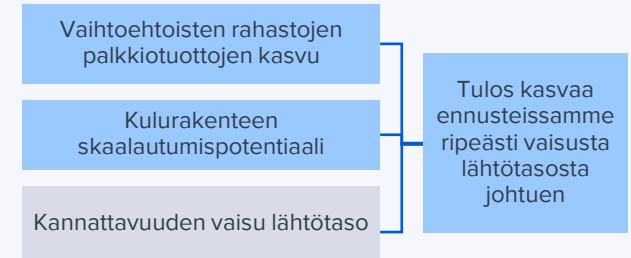 Vaihtoehtoisten rahastojen
palkkiotuottojen kasvu
Kulurakenteen
skaalautumispotentiaali
Kannattavuuden vaisu lähtötaso
Tulos kasvaa
ennusteissamme
ripeästi vaisusta
lähtötasosta
johtuen